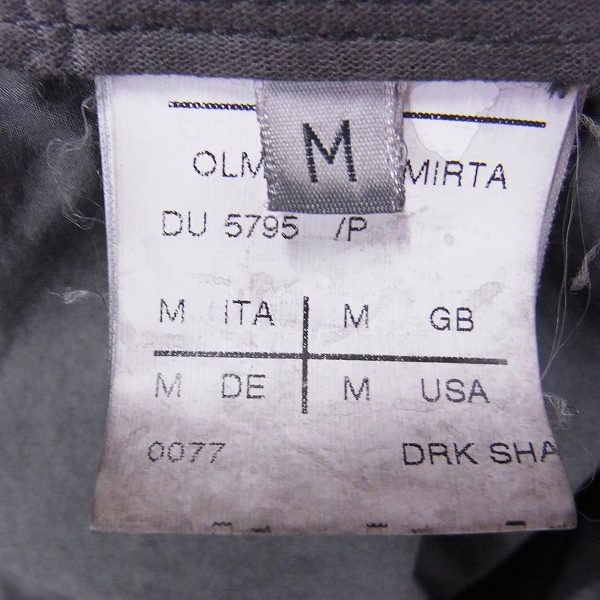 M
OLM MIRTA
DU 5795 /P
M ITA M GB
M DE M USA
0077 DRK SHA